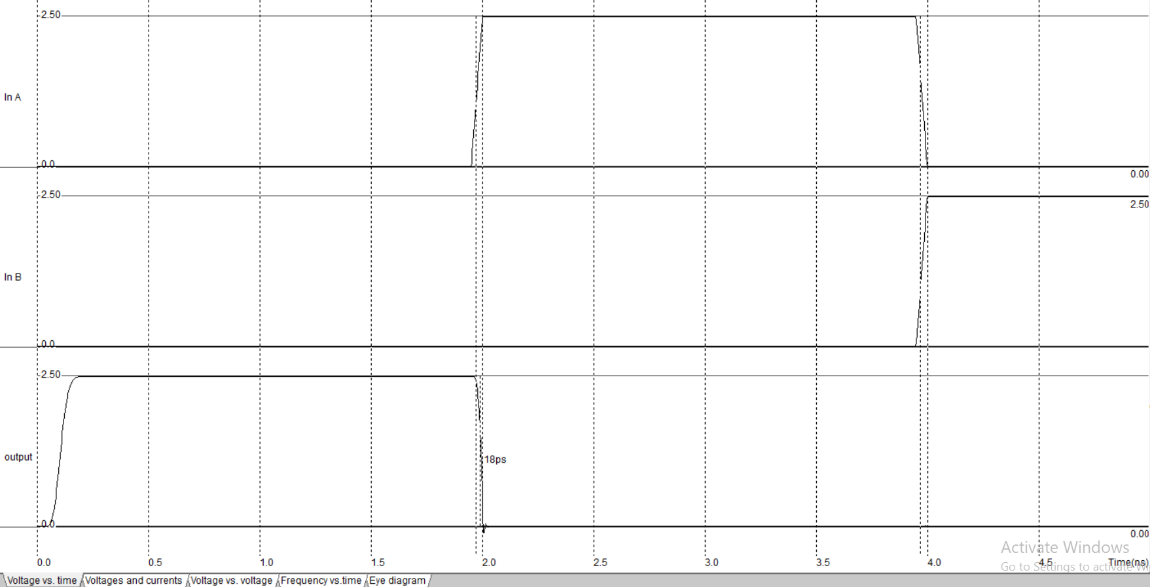 2.50
In A
0.0
0.00
2.50
2.50
In B
0.0
2.50
output
18ps
0.0
0.00
Activate Windows
0.0 0.5 1.0 1.5 2.0 2.5 3.0 3.5 4.0 4.5 Time(ns)
Go to Settings to activate
Voltage vs. time Voltages and currents Voltage vs. voltage Frequency vs.time Eye diagram